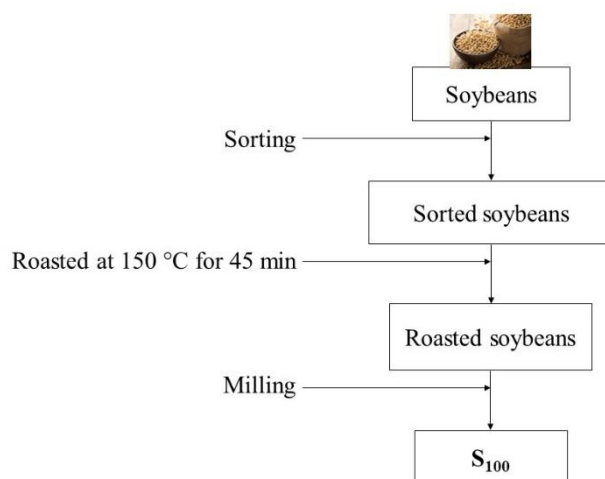 Soybeans
Sorting
Sorted soybeans
Roasted at 150 °C for 45 min
Roasted soybeans
Milling
S₁₀₀